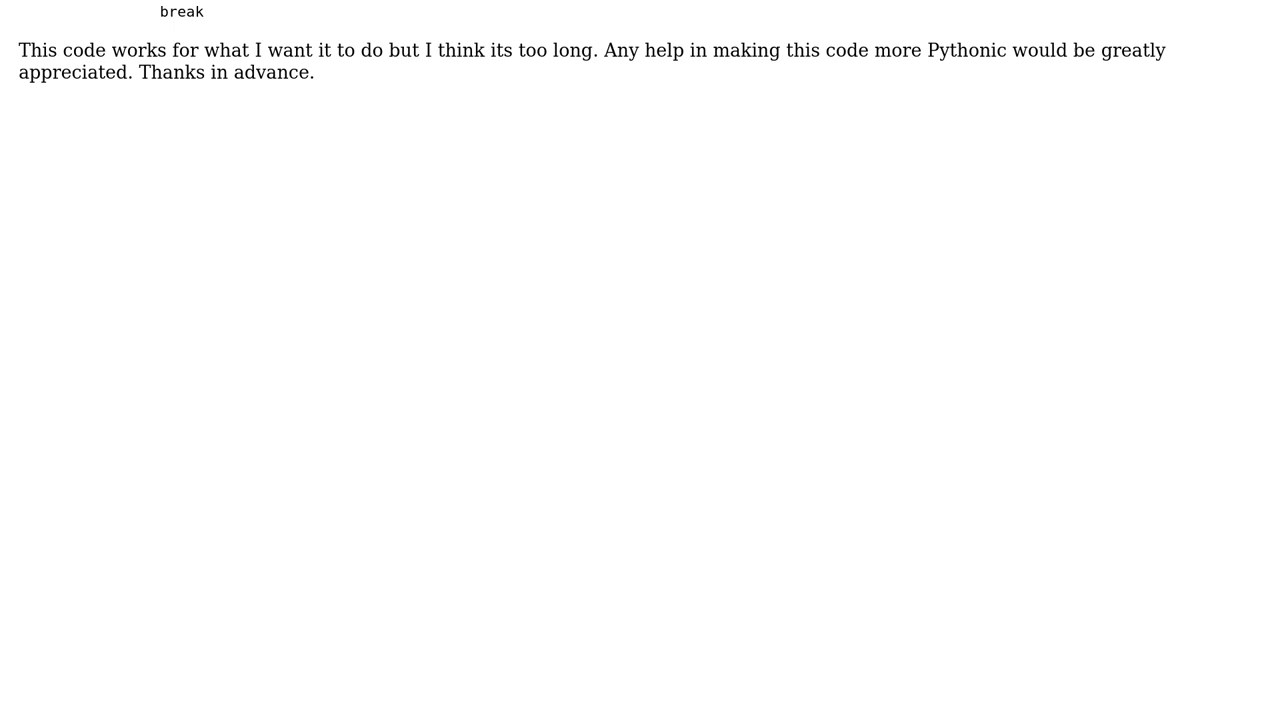 break
This code works for what I want it to do but I think its too long. Any help in making this code more Pythonic would be greatly
appreciated. Thanks in advance.